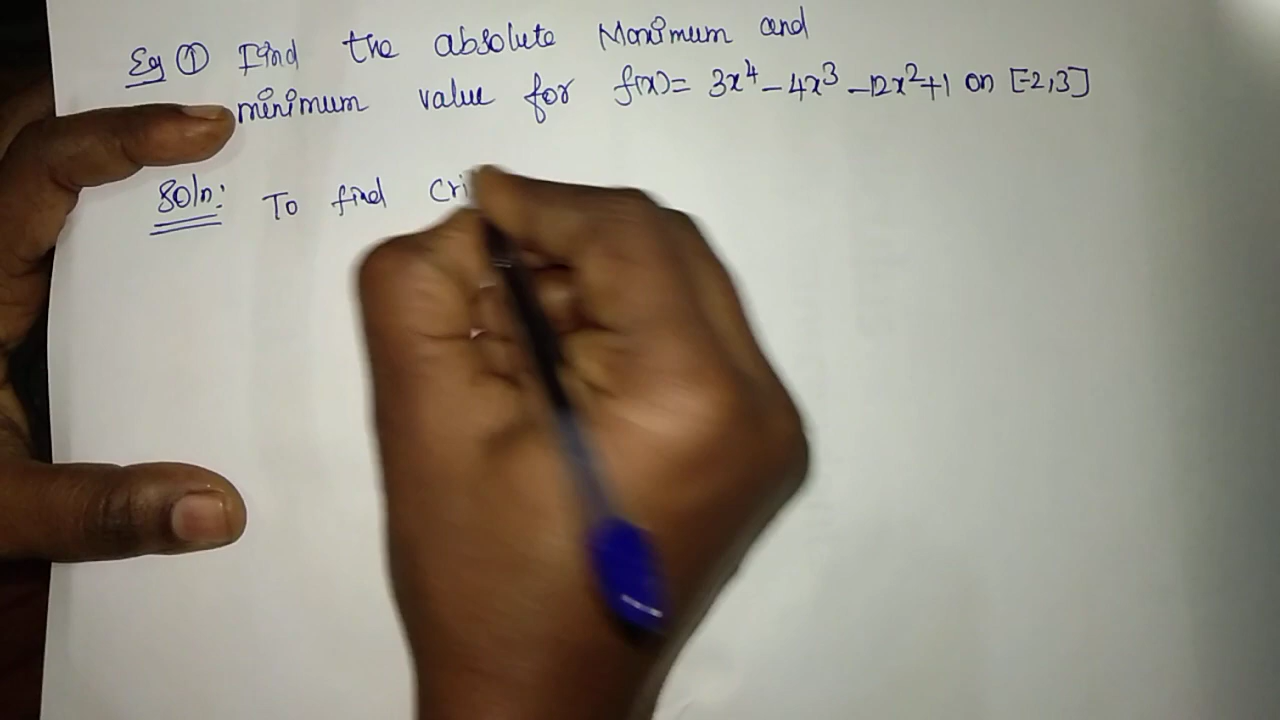 Eg ① Find the absolute Maximum and
minimum value for f(x)= 3x⁴-4x³-12x²+1 on [-2,3]
Soln: To find Cri